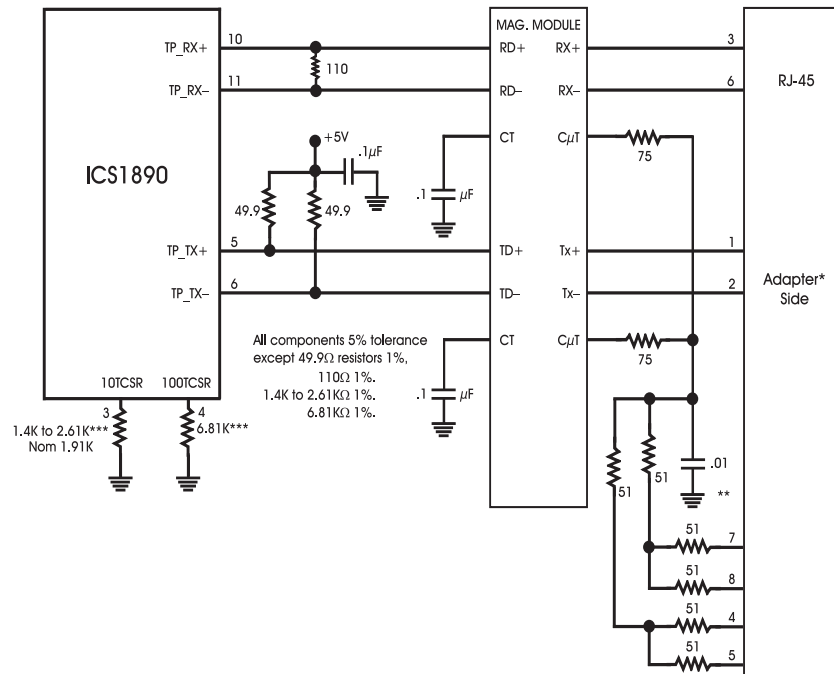 MAG. MODULE
TP_RX+ 10 RD+ RX+ 3
110
TP_RX– 11 RD– RX– 6
RJ-45
+5V
.1µF
CT CµT
75
ICS1890
.1 µF
49.9 49.9
TP_TX+ 5 TD+ Tx+ 1
TP_TX– 6 TD– Tx– 2
Adapter*
Side
All components 5% tolerance
except 49.9Ω resistors 1%,
110Ω 1%.
1.4K to 2.61KΩ 1%.
6.81KΩ 1%.
CT CµT
75
.1 µF
10TCSR 100TCSR
3 4
1.4K to 2.61K***
Nom 1.91K
6.81K***
51 51 .01
**
51 7
51 8
51 4
51 5